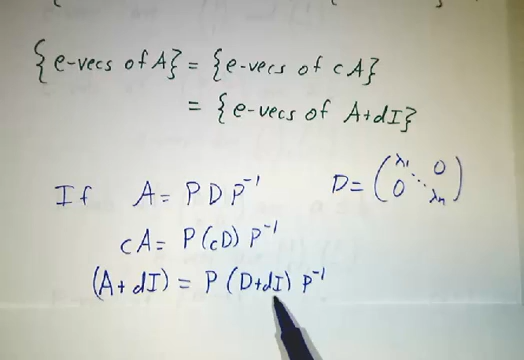 {e-vecs of A} = {e-vecs of cA}
= {e-vecs of A+dI}
If A = P D P⁻¹ D = (λ₁ 0
0 ⋱ λₙ)
cA = P(cD) P⁻¹
(A + dI) = P (D+dI) P⁻¹